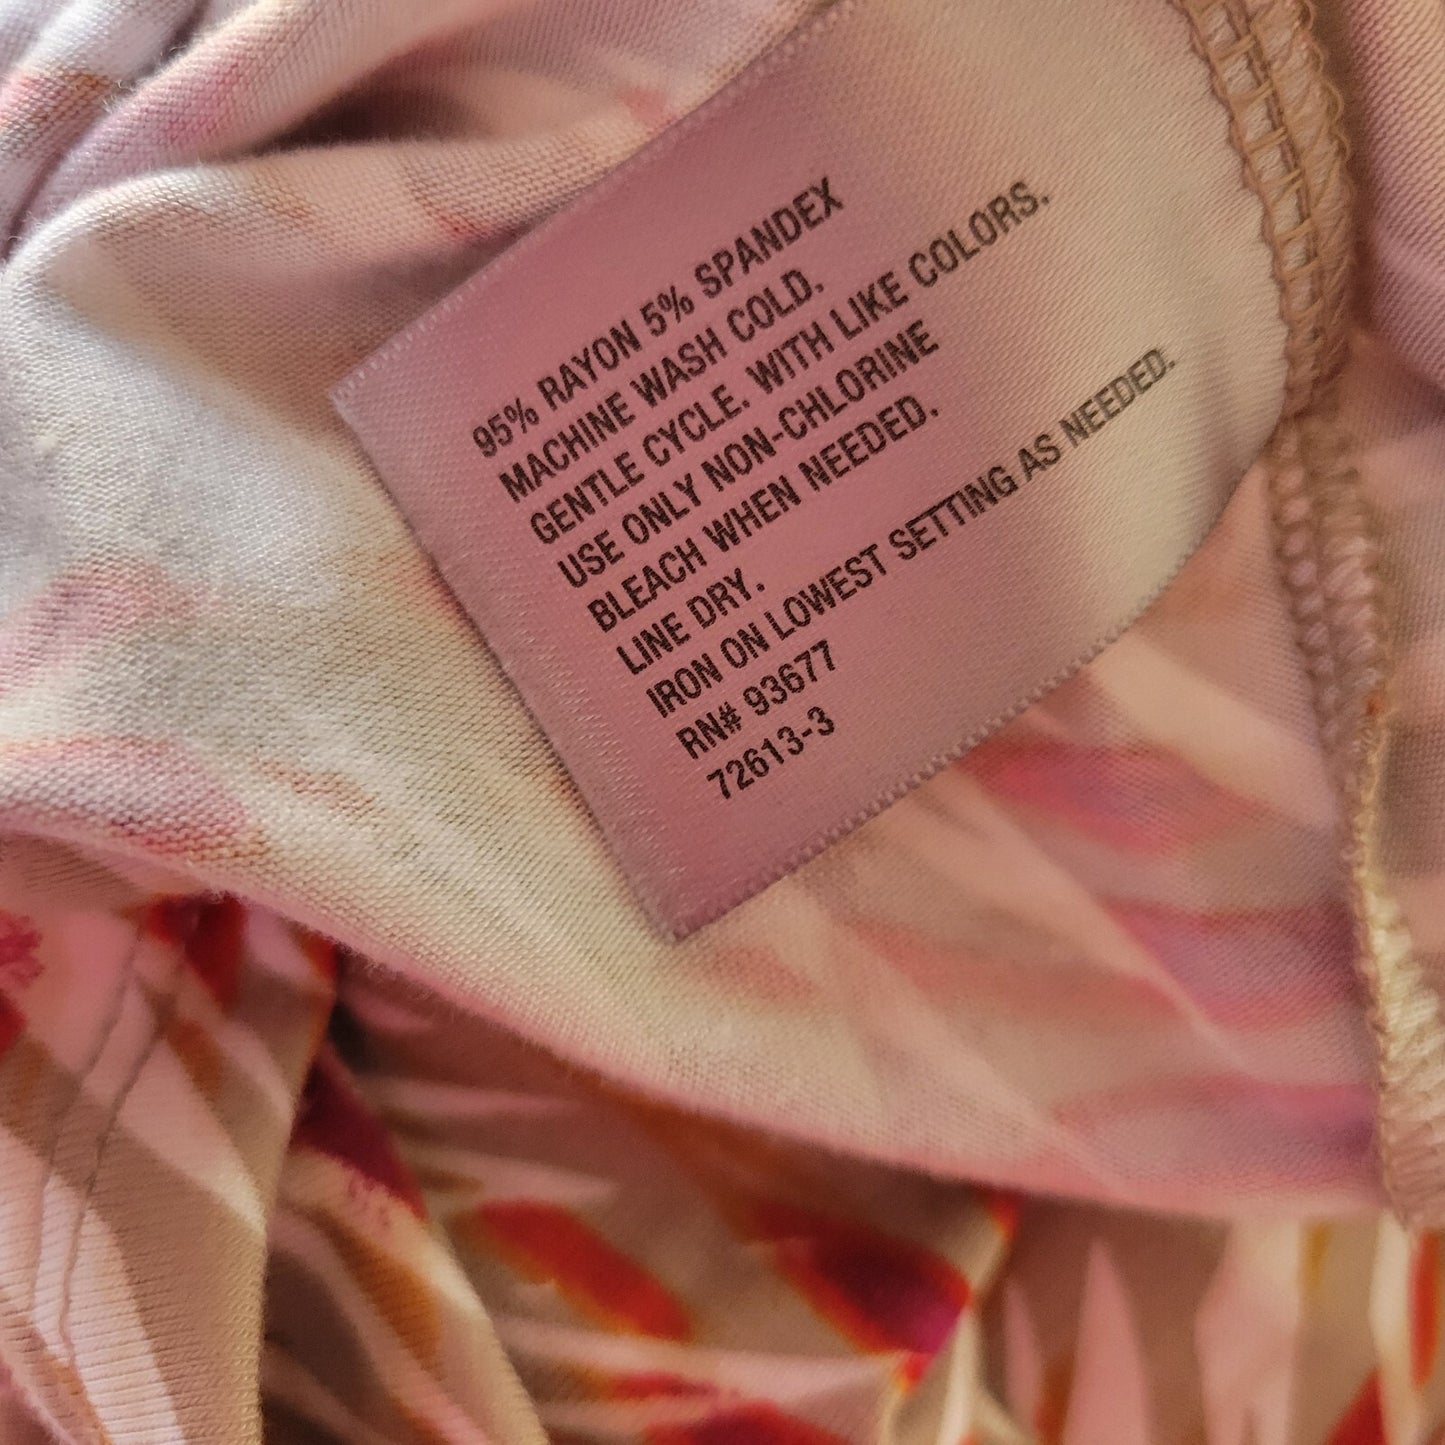 95% RAYON 5% SPANDEX
MACHINE WASH COLD.
GENTLE CYCLE. WITH LIKE COLORS.
USE ONLY NON-CHLORINE
BLEACH WHEN NEEDED.
LINE DRY.
IRON ON LOWEST SETTING AS NEEDED.
RN# 93677
72613-3